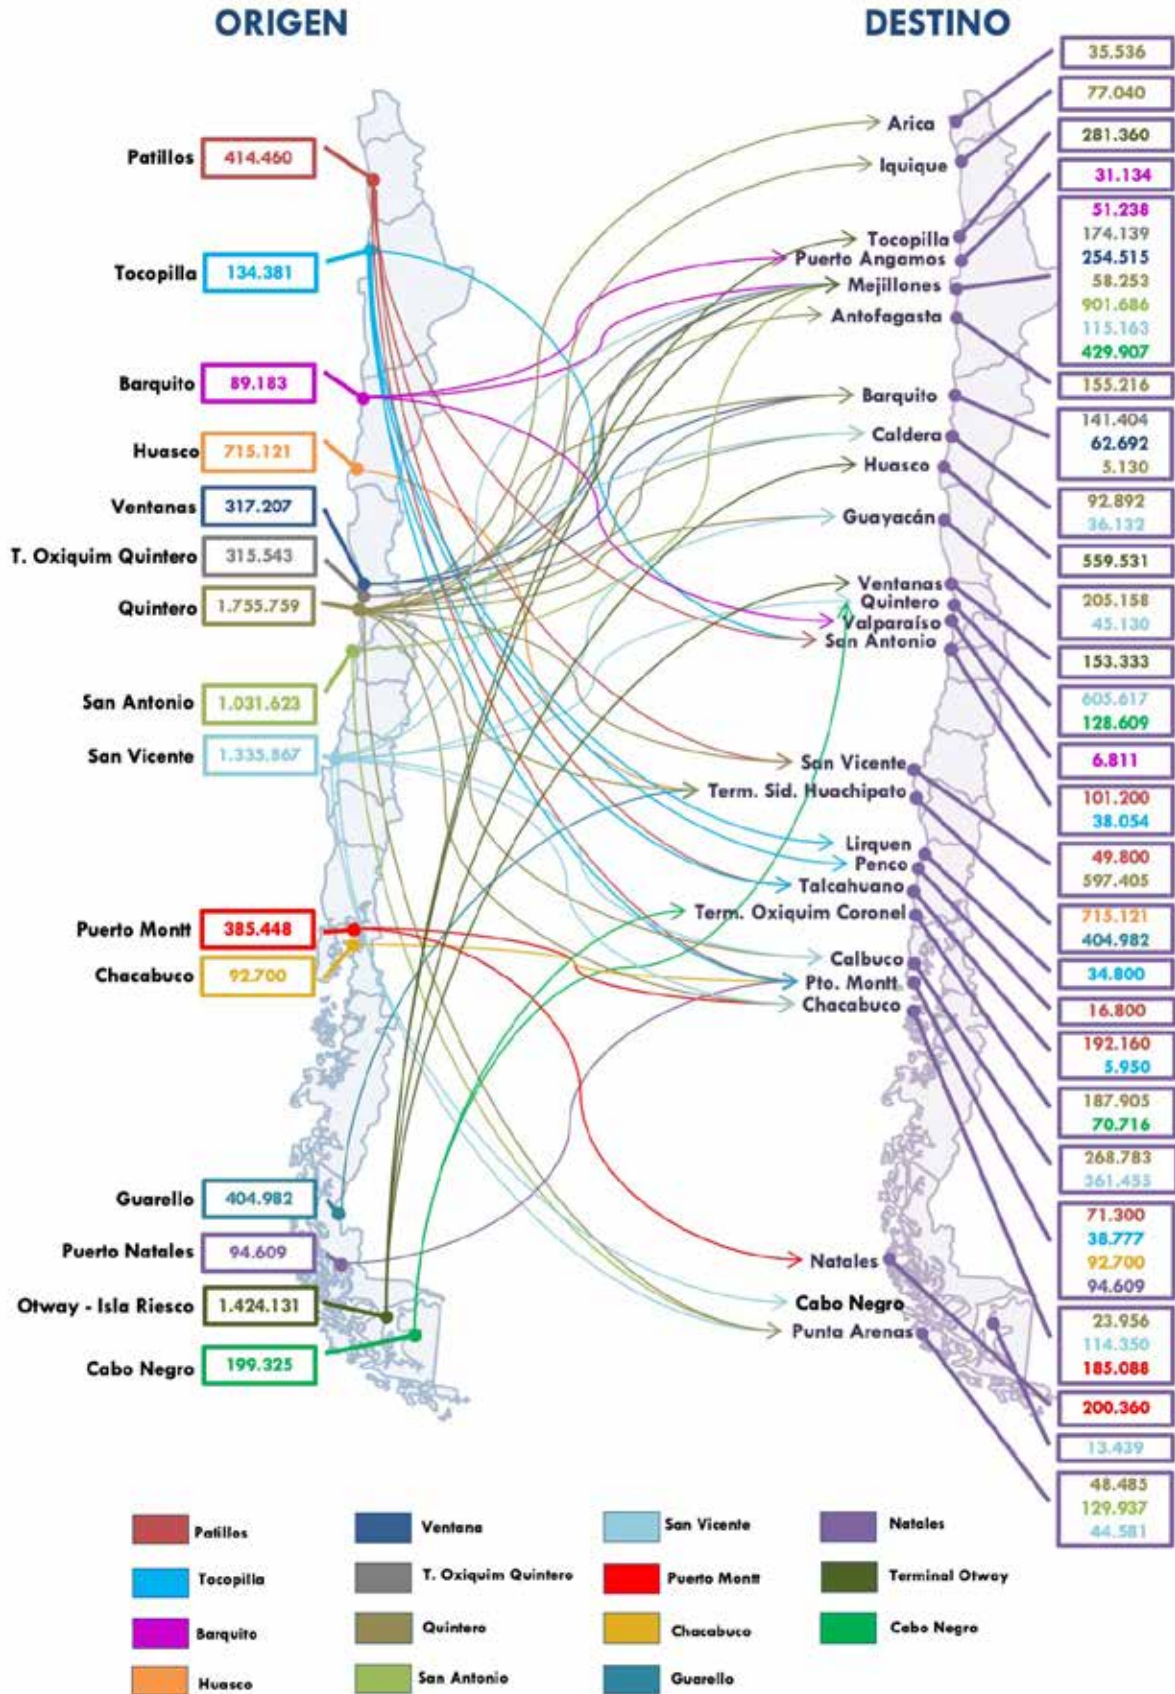 ORIGEN
DESTINO
Patillos 414.460
Tocopilla 134.381
Barquito 89.183
Huasco 715.121
Ventanas 317.207
T. Oxiquim Quintero 315.543
Quintero 1.755.759
San Antonio 1.031.623
San Vicente 1.335.867
Puerto Montt 385.448
Chacabuco 92.700
Guarello 404.982
Puerto Natales 94.609
Otway - Isla Riesco 1.424.131
Cabo Negro 199.325
Arica
Iquique
Tocopilla
Puerto Angamos
Mejillones
Antofagasta
Barquito
Caldera
Huasco
Guayacán
Ventanas
Quintero
Valparaíso
San Antonio
San Vicente
Term. Sid. Huachipato
Lirquen
Penco
Talcahuano
Term. Oxiquim Coronel
Calbuco
Pto. Montt
Chacabuco
Natales
Cabo Negro
Punta Arenas
35.536
77.040
281.360
31.134
51.238
174.139
254.515
58.253
901.686
115.163
429.907
155.216
141.404
62.692
5.130
92.892
36.132
559.531
205.158
45.130
153.333
605.617
128.609
6.811
101.200
38.054
49.800
597.405
715.121
404.982
34.800
16.800
192.160
5.950
187.905
70.716
268.783
361.455
71.300
38.777
92.700
94.609
23.956
114.350
185.088
200.360
13.439
48.485
129.937
44.581
Patillos
Ventana
San Vicente
Natales
Tocopilla
T. Oxiquim Quintero
Puerto Montt
Terminal Otway
Barquito
Quintero
Chacabuco
Cebo Negro
Huasco
San Antonio
Guarello